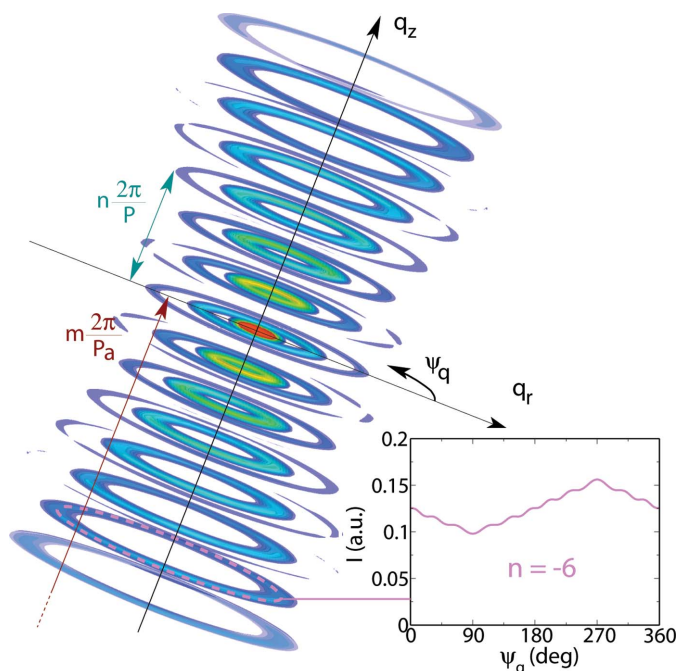 q_z
n 2π/P
m 2π/P_a
ψ_q
q_r
0.2
0.15
I (a.u.)
0.1
0.05
n = -6
0
0 90 180 270 360
ψ_q (deg)